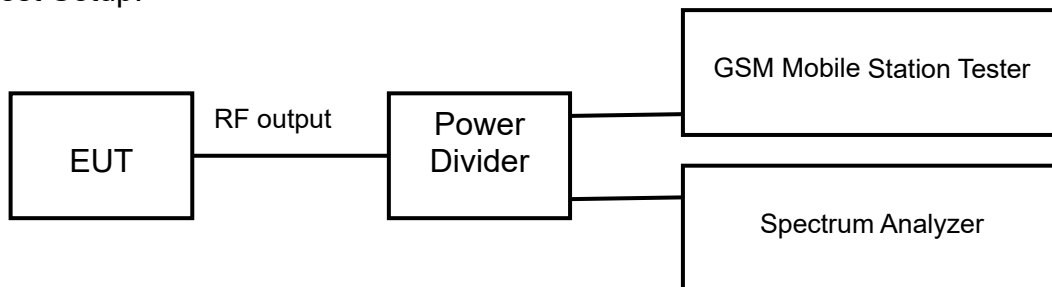 GSM Mobile Station Tester
RF output
EUT
Power
Divider
Spectrum Analyzer